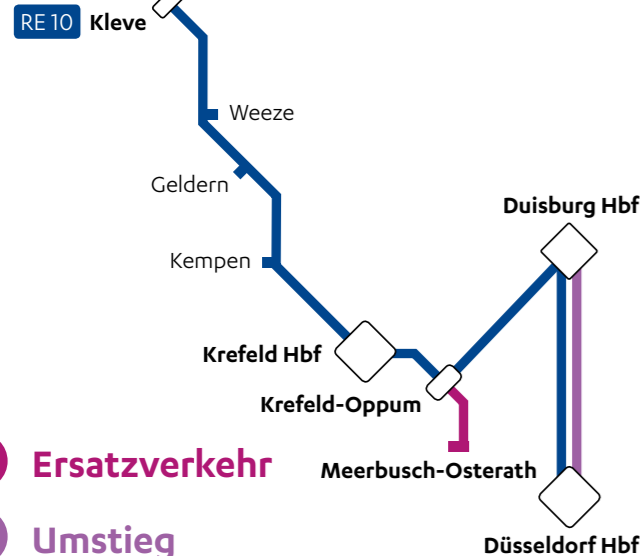 RE 10 Kleve
Weeze
Geldern
Duisburg Hbf
Kempen
Krefeld Hbf
Krefeld-Oppum
Ersatzverkehr
Meerbusch-Osterath
Umstieg
Düsseldorf Hbf